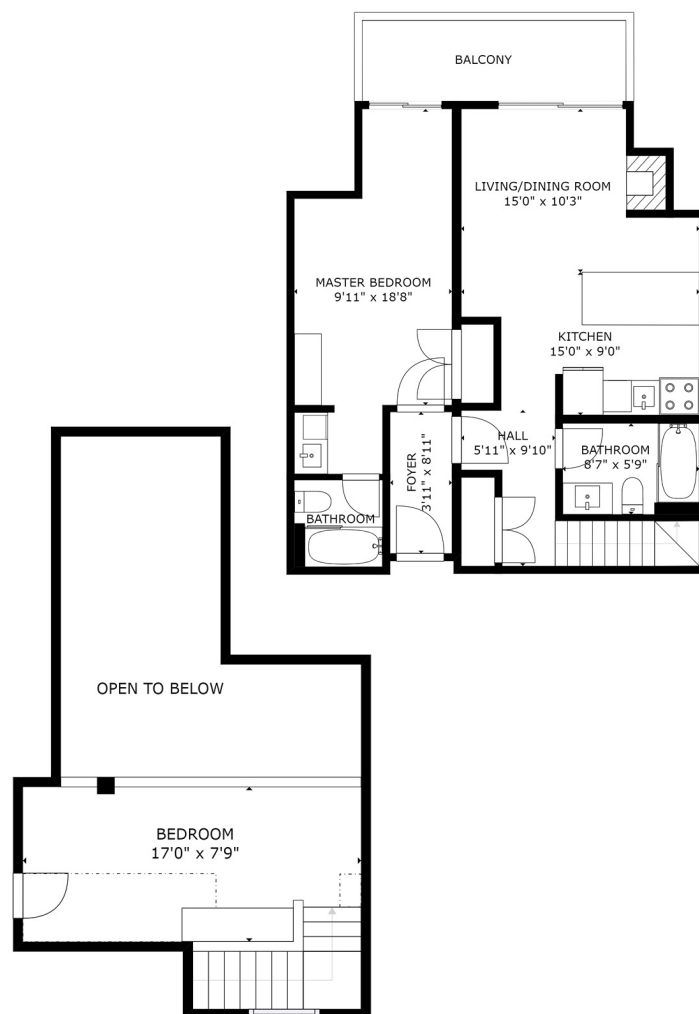 BALCONY
LIVING/DINING ROOM
15'0" x 10'3"
MASTER BEDROOM
9'11" x 18'8"
KITCHEN
15'0" x 9'0"
HALL
5'11" x 9'10"
FOYER
3'11" x 8'11"
BATHROOM
8'7" x 5'9"
BATHROOM
OPEN TO BELOW
BEDROOM
17'0" x 7'9"